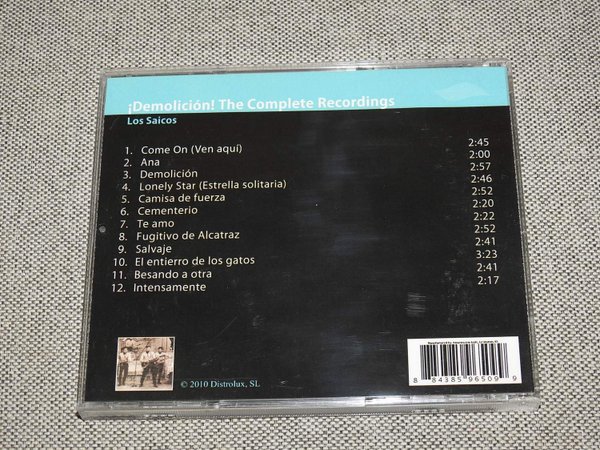 ¡Demolición! The Complete Recordings
Los Saicos
1. Come On (Ven aquí) 2:45
2. Ana 2:00
3. Demolición 2:57
4. Lonely Star (Estrella solitaria) 2:46
5. Camisa de fuerza 2:52
6. Cementerio 2:20
7. Te amo 2:22
8. Fugitivo de Alcatraz 2:52
9. Salvaje 2:41
10. El entierro de los gatos 3:23
11. Besando a otra 2:41
12. Intensamente 2:17
© 2010 Distrolux, SL
8 84385 96509 9